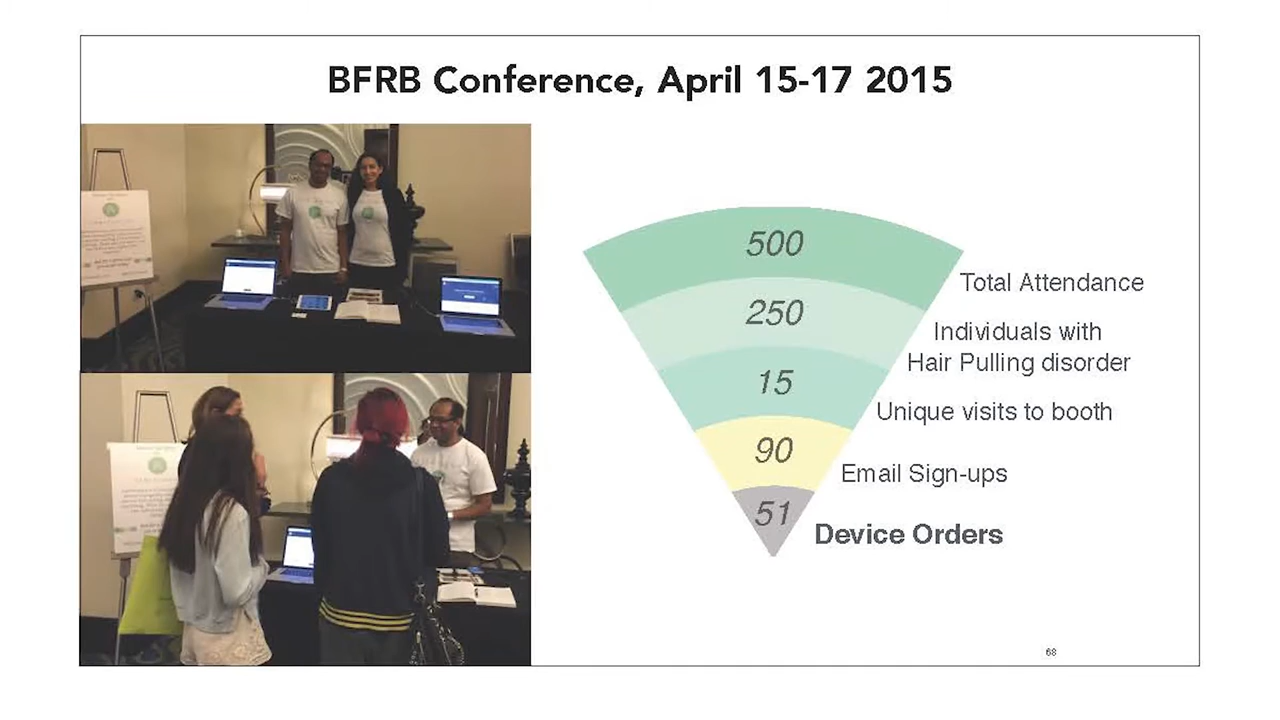 BFRB Conference, April 15-17 2015
500
Total Attendance
250
Individuals with
Hair Pulling disorder
15
Unique visits to booth
90
Email Sign-ups
51
Device Orders
68